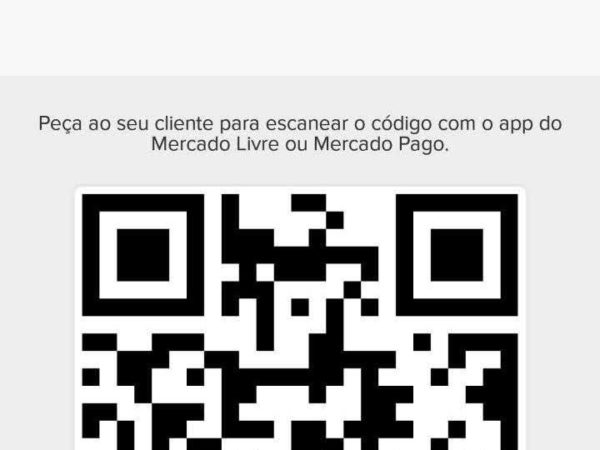 Peça ao seu cliente para escanear o código com o app do
Mercado Livre ou Mercado Pago.